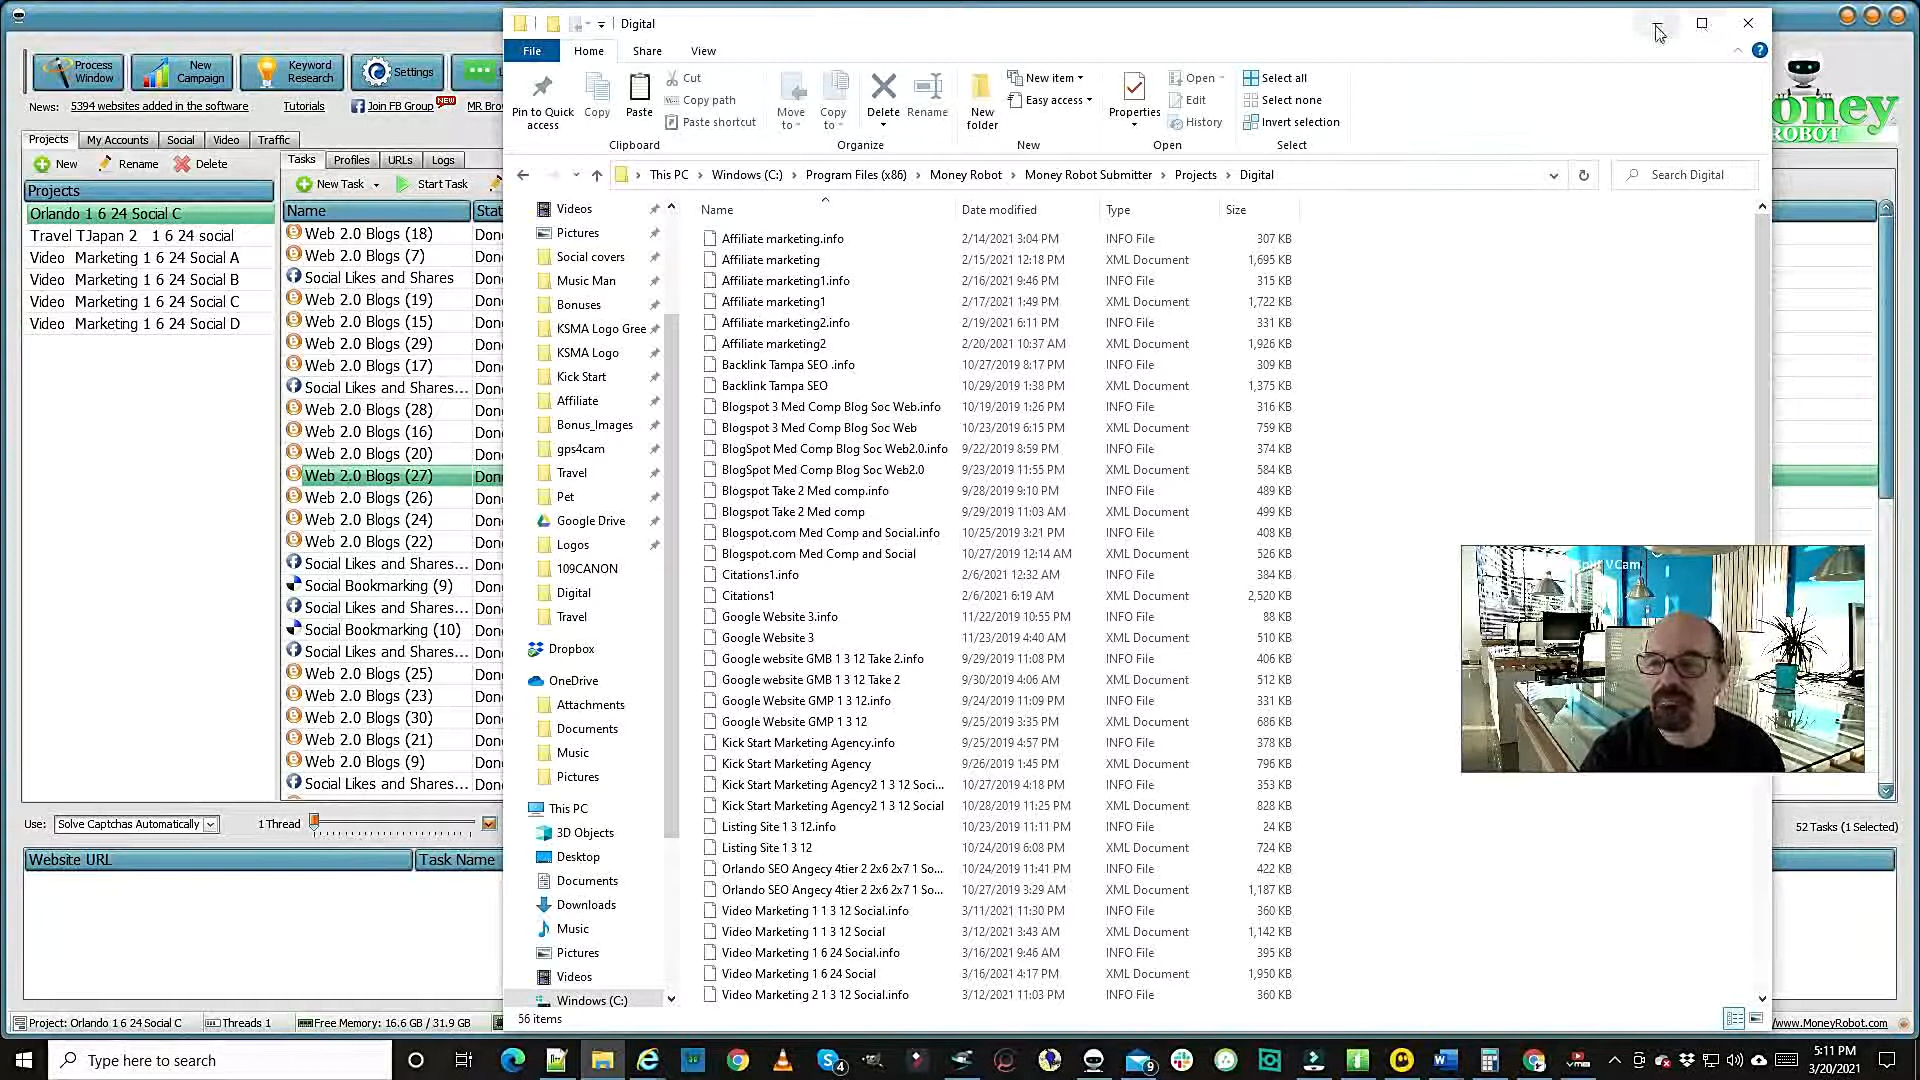 Digital
File
Home
Share
View
Pin to Quick access
Copy
Paste
Cut
Copy path
Paste shortcut
Clipboard
Move to
Copy to
Delete
Rename
Organize
New folder
New item
Easy access
New
Properties
Open
Edit
History
Open
Select all
Select none
Invert selection
Select
This PC > Windows (C:) > Program Files (x86) > Money Robot > Money Robot Submitter > Projects > Digital
Search Digital
Process Window
New Campaign
Keyword Research
Settings
News: 5394 websites added in the software
Tutorials
Join FB Group
NEW
ROBOT
Projects
My Accounts
Social
Video
Traffic
New
Rename
Delete
Projects
Orlando 1 6 24 Social C
Travel TJapan 2 1 6 24 social
Video Marketing 1 6 24 Social A
Video Marketing 1 6 24 Social B
Video Marketing 1 6 24 Social C
Video Marketing 1 6 24 Social D
Tasks
Profiles
URLs
Logs
New Task
Start Task
Name
Web 2.0 Blogs (18)
Web 2.0 Blogs (7)
Social Likes and Shares
Web 2.0 Blogs (19)
Web 2.0 Blogs (15)
Web 2.0 Blogs (29)
Web 2.0 Blogs (17)
Social Likes and Shares...
Web 2.0 Blogs (28)
Web 2.0 Blogs (16)
Web 2.0 Blogs (20)
Web 2.0 Blogs (27)
Web 2.0 Blogs (26)
Web 2.0 Blogs (24)
Web 2.0 Blogs (22)
Social Likes and Shares...
Social Bookmarking (9)
Social Likes and Shares...
Social Bookmarking (10)
Social Likes and Shares...
Web 2.0 Blogs (25)
Web 2.0 Blogs (23)
Web 2.0 Blogs (30)
Web 2.0 Blogs (21)
Web 2.0 Blogs (9)
Social Likes and Shares...
Use: Solve Captchas Automatically
1 Thread
Website URL
Task Name
Project: Orlando 1 6 24 Social C
Threads 1
Free Memory: 16.6 GB / 31.9 GB
Videos
Pictures
Social covers
Music Man
Bonuses
KSMA Logo Gree
KSMA Logo
Kick Start
Affiliate
Bonus_Images
gps4cam
Travel
Pet
Google Drive
Logos
109CANON
Digital
Travel
Dropbox
OneDrive
Attachments
Documents
Music
Pictures
This PC
3D Objects
Desktop
Documents
Downloads
Music
Pictures
Videos
Windows (C:)
Name Date modified Type Size
Affiliate marketing.info 2/14/2021 3:04 PM INFO File 307 KB
Affiliate marketing 2/15/2021 12:18 PM XML Document 1,695 KB
Affiliate marketing1.info 2/16/2021 9:46 PM INFO File 315 KB
Affiliate marketing1 2/17/2021 1:49 PM XML Document 1,722 KB
Affiliate marketing2.info 2/19/2021 6:11 PM INFO File 331 KB
Affiliate marketing2 2/20/2021 10:37 AM XML Document 1,926 KB
Backlink Tampa SEO .info 10/27/2019 8:17 PM INFO File 309 KB
Backlink Tampa SEO 10/29/2019 1:38 PM XML Document 1,375 KB
Blogspot 3 Med Comp Blog Soc Web.info 10/19/2019 1:26 PM INFO File 316 KB
Blogspot 3 Med Comp Blog Soc Web 10/23/2019 6:15 PM XML Document 759 KB
BlogSpot Med Comp Blog Soc Web2.0.info 9/22/2019 8:59 PM INFO File 374 KB
BlogSpot Med Comp Blog Soc Web2.0 9/23/2019 11:55 PM XML Document 584 KB
Blogspot Take 2 Med comp.info 9/28/2019 9:10 PM INFO File 489 KB
Blogspot Take 2 Med comp 9/29/2019 11:03 AM XML Document 499 KB
Blogspot.com Med Comp and Social.info 10/25/2019 3:21 PM INFO File 408 KB
Blogspot.com Med Comp and Social 10/27/2019 12:14 AM XML Document 526 KB
Citations1.info 2/6/2021 12:32 AM INFO File 384 KB
Citations1 2/6/2021 6:19 AM XML Document 2,520 KB
Google Website 3.info 11/22/2019 10:55 PM INFO File 88 KB
Google Website 3 11/23/2019 4:40 AM XML Document 510 KB
Google website GMB 1 3 12 Take 2.info 9/29/2019 11:08 PM INFO File 406 KB
Google website GMB 1 3 12 Take 2 9/30/2019 4:06 AM XML Document 512 KB
Google Website GMP 1 3 12.info 9/24/2019 11:09 PM INFO File 331 KB
Google Website GMP 1 3 12 9/25/2019 3:35 PM XML Document 686 KB
Kick Start Marketing Agency.info 9/25/2019 4:57 PM INFO File 378 KB
Kick Start Marketing Agency 9/26/2019 1:45 PM XML Document 796 KB
Kick Start Marketing Agency2 1 3 12 Soci... 10/27/2019 4:18 PM INFO File 353 KB
Kick Start Marketing Agency2 1 3 12 Social 10/28/2019 11:25 PM XML Document 828 KB
Listing Site 1 3 12.info 10/23/2019 11:11 PM INFO File 24 KB
Listing Site 1 3 12 10/24/2019 6:08 PM XML Document 724 KB
Orlando SEO Angecy 4tier 2 2x6 2x7 1 So... 10/24/2019 11:41 PM INFO File 422 KB
Orlando SEO Angecy 4tier 2 2x6 2x7 1 So... 10/27/2019 3:29 AM XML Document 1,187 KB
Video Marketing 1 1 3 12 Social.info 3/11/2021 11:30 PM INFO File 360 KB
Video Marketing 1 1 3 12 Social 3/12/2021 3:43 AM XML Document 1,142 KB
Video Marketing 1 6 24 Social.info 3/16/2021 9:46 AM INFO File 395 KB
Video Marketing 1 6 24 Social 3/16/2021 4:17 PM XML Document 1,950 KB
Video Marketing 2 1 3 12 Social.info 3/12/2021 11:03 PM INFO File 360 KB
56 items
VCam
52 Tasks (1 Selected)
/www.MoneyRobot.com
Type here to search
5:11 PM
3/20/2021